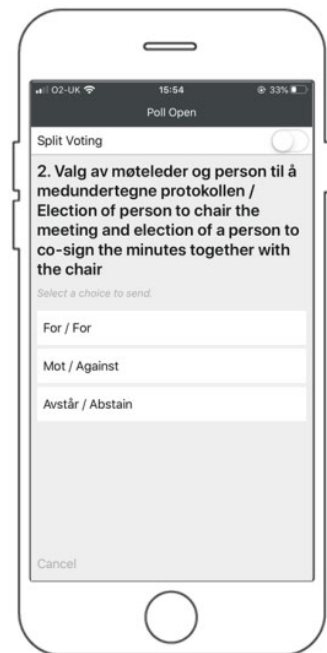 O2-UK 15:54 33%
Poll Open
Split Voting
2. Valg av møteleder og person til å
medundertegne protokollen /
Election of person to chair the
meeting and election of a person to
co-sign the minutes together with
the chair
Select a choice to send.
For / For
Mot / Against
Avstår / Abstain
Cancel